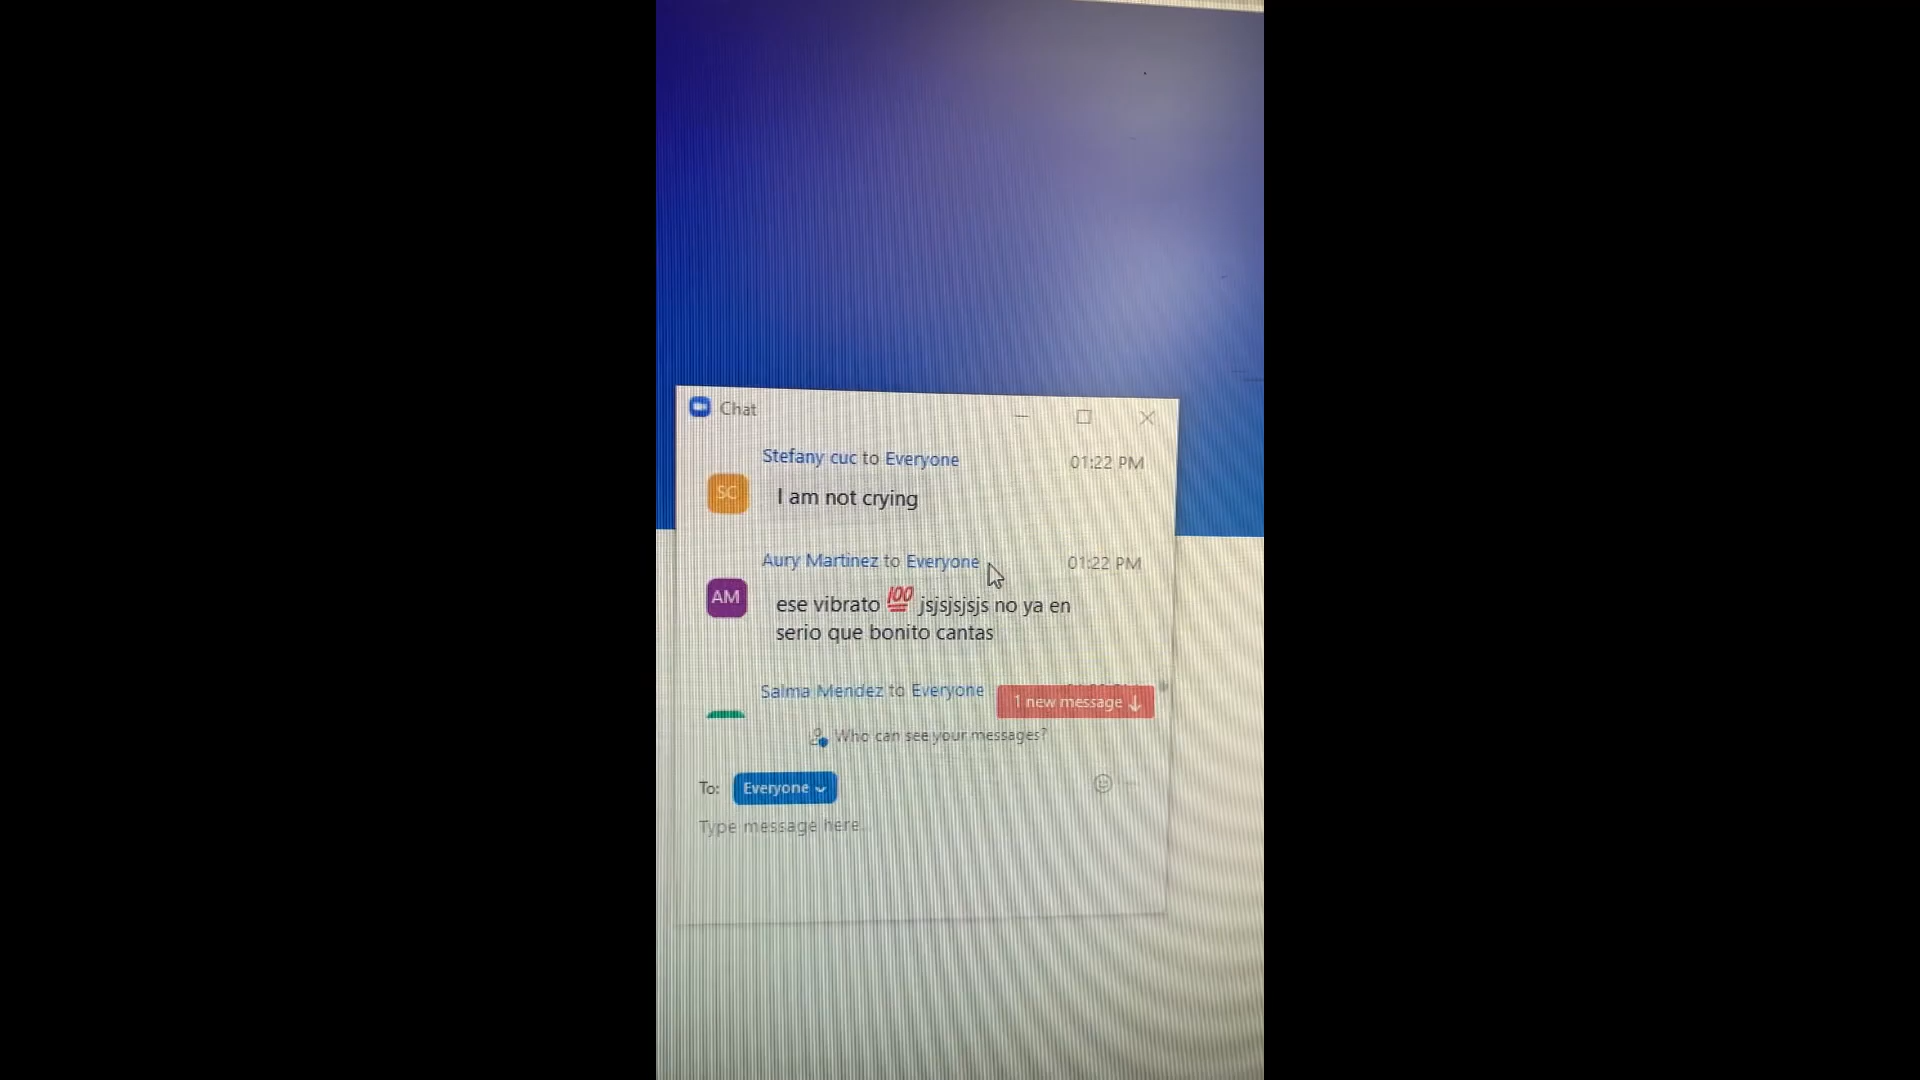 Chat
Stefany cuc to Everyone 01:22 PM
SC
I am not crying
Aury Martinez to Everyone 01:22 PM
AM
ese vibrato 💯 jsjsjsjsjs no ya en
serio que bonito cantas
Salma Mendez to Everyone
1 new message ↓
Who can see your messages?
To: Everyone
Type message here